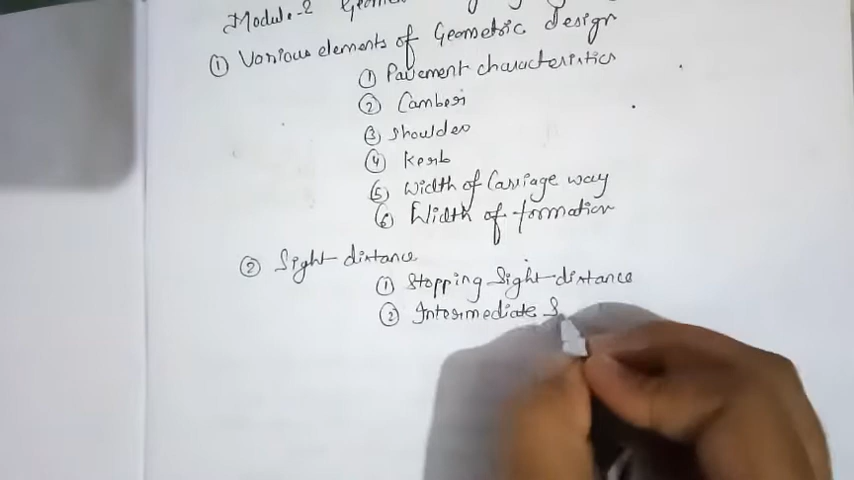 Module-2
① Various elements of Geometric design
① Pavement characteristics
② Camber
③ Shoulder
④ Kerb
⑤ Width of Carriage way
⑥ Width of formation
② Sight distance
① Stopping Sight distance
② Intermediate S